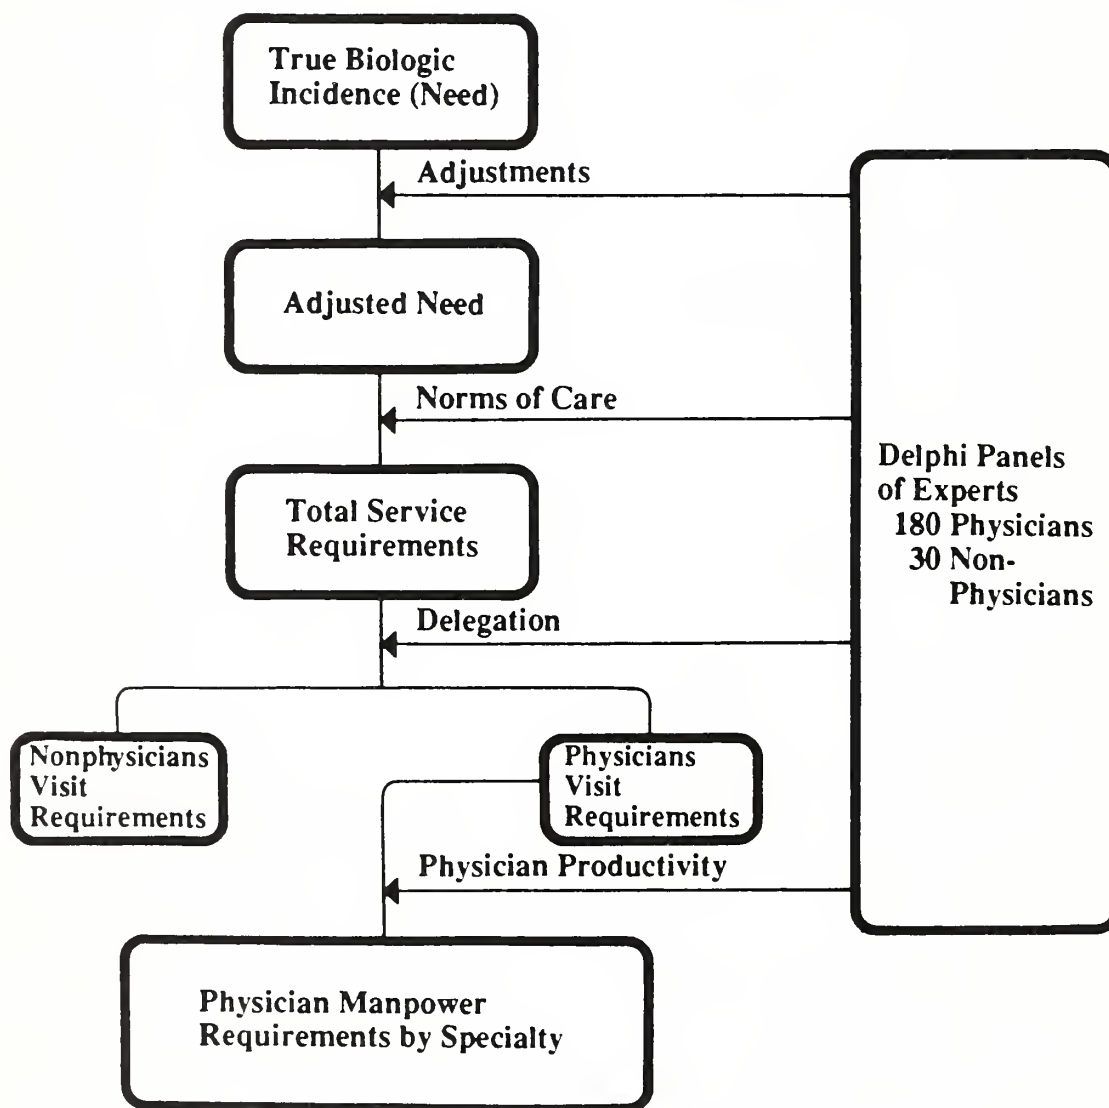 True Biologic
Incidence (Need)
Adjustments
Adjusted Need
Norms of Care
Total Service
Requirements
Delphi Panels
of Experts
180 Physicians
30 Non-
Physicians
Delegation
Nonphysicians
Visit
Requirements
Physicians
Visit
Requirements
Physician Productivity
Physician Manpower
Requirements by Specialty